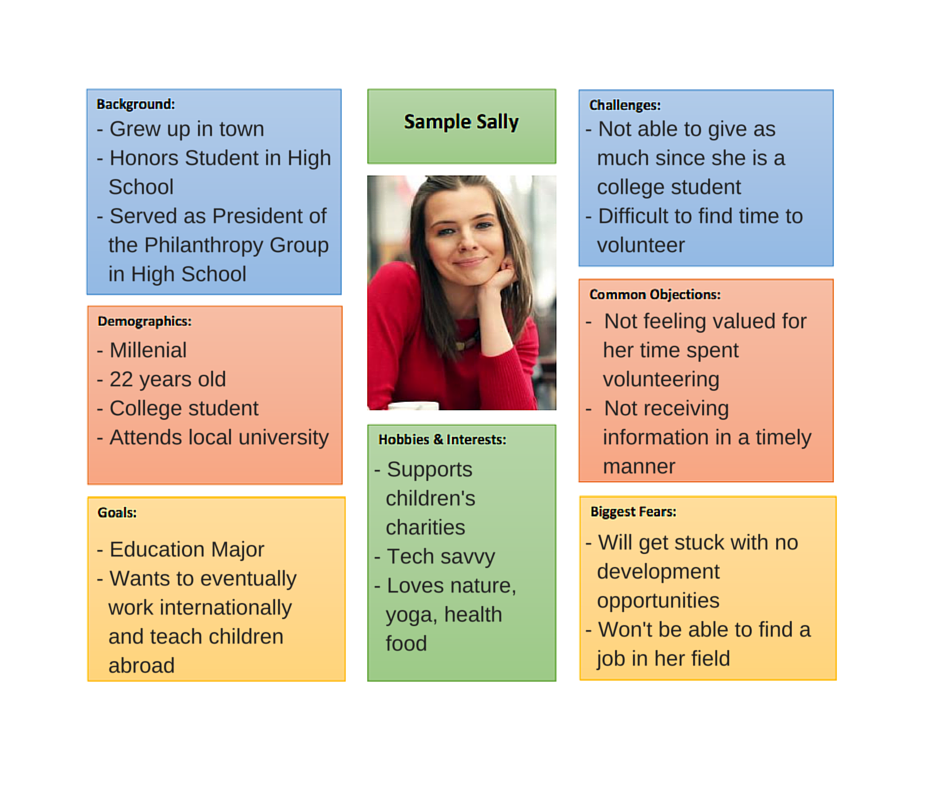 Background:
- Grew up in town
- Honors Student in High
School
- Served as President of
the Philanthropy Group
in High School
Demographics:
- Millenial
- 22 years old
- College student
- Attends local university
Goals:
- Education Major
- Wants to eventually
work internationally
and teach children
abroad
Sample Sally
Hobbies & Interests:
- Supports
children's
charities
- Tech savvy
- Loves nature,
yoga, health
food
Challenges:
- Not able to give as
much since she is a
college student
- Difficult to find time to
volunteer
Common Objections:
- Not feeling valued for
her time spent
volunteering
- Not receiving
information in a timely
manner
Biggest Fears:
- Will get stuck with no
development
opportunities
- Won't be able to find a
job in her field